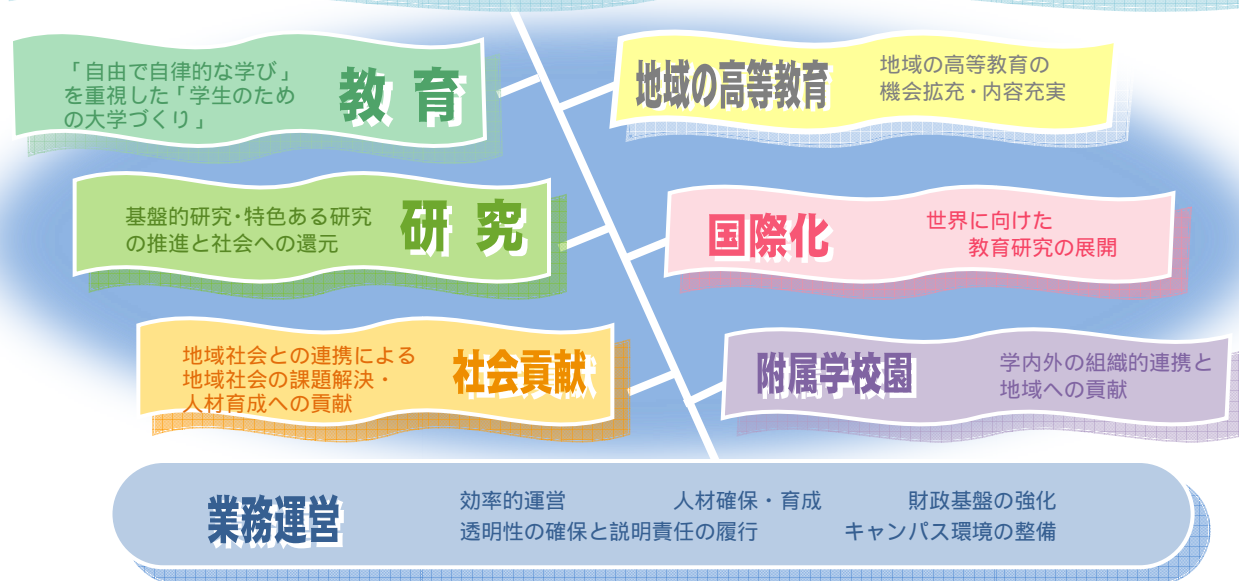 「自由で自律的な学び」
を重視した「学生のため
の大学づくり」
教育
地域の高等教育
地域の高等教育の
機会拡充・内容充実
基盤的研究・特色ある研究
の推進と社会への還元
研究
国際化
世界に向けた
教育研究の展開
地域社会との連携による
地域社会の課題解決・
人材育成への貢献
社会貢献
附属学校園
学内外の組織的連携と
地域への貢献
業務運営
効率的運営 人材確保・育成 財政基盤の強化
透明性の確保と説明責任の履行 キャンパス環境の整備